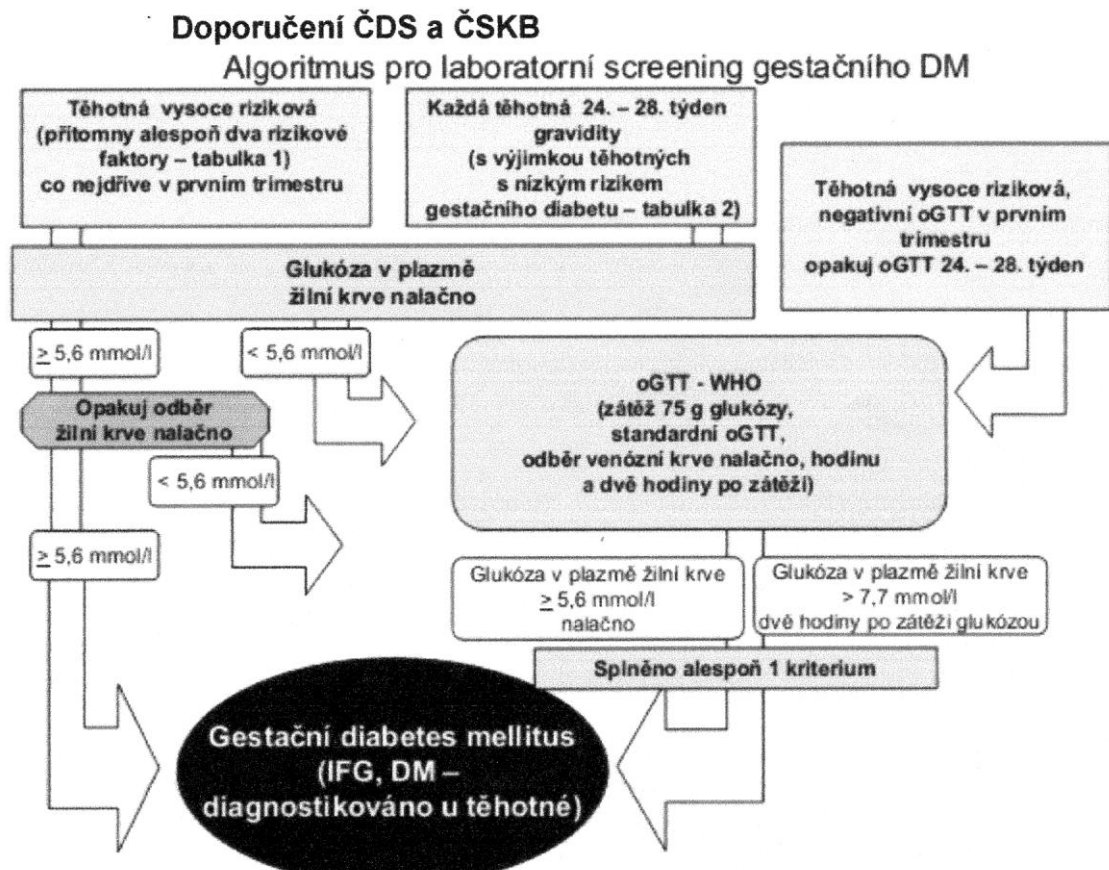 Doporučení ČDS a ČSKB
Algoritmus pro laboratorní screening gestačního DM
Těhotná vysoce riziková
(přítomny alespoň dva rizikové
faktory – tabulka 1)
co nejdříve v prvním trimestru
Každá těhotná 24. – 28. týden
gravidity
(s výjimkou těhotných
s nízkým rizikem
gestačního diabetu – tabulka 2)
Těhotná vysoce riziková,
negativní oGTT v prvním
trimestru
opakuj oGTT 24. – 28. týden
Glukóza v plazmě
žilní krve nalačno
≥ 5,6 mmol/l
< 5,6 mmol/l
Opakuj odběr
žilní krve nalačno
< 5,6 mmol/l
≥ 5,6 mmol/l
oGTT - WHO
(zátěž 75 g glukózy,
standardní oGTT,
odběr venózní krve nalačno, hodinu
a dvě hodiny po zátěži)
Glukóza v plazmě žilní krve
≥ 5,6 mmol/l
nalačno
Glukóza v plazmě žilní krve
> 7,7 mmol/l
dvě hodiny po zátěži glukózou
Splněno alespoň 1 kriterium
Gestační diabetes mellitus
(IFG, DM –
diagnostikováno u těhotné)